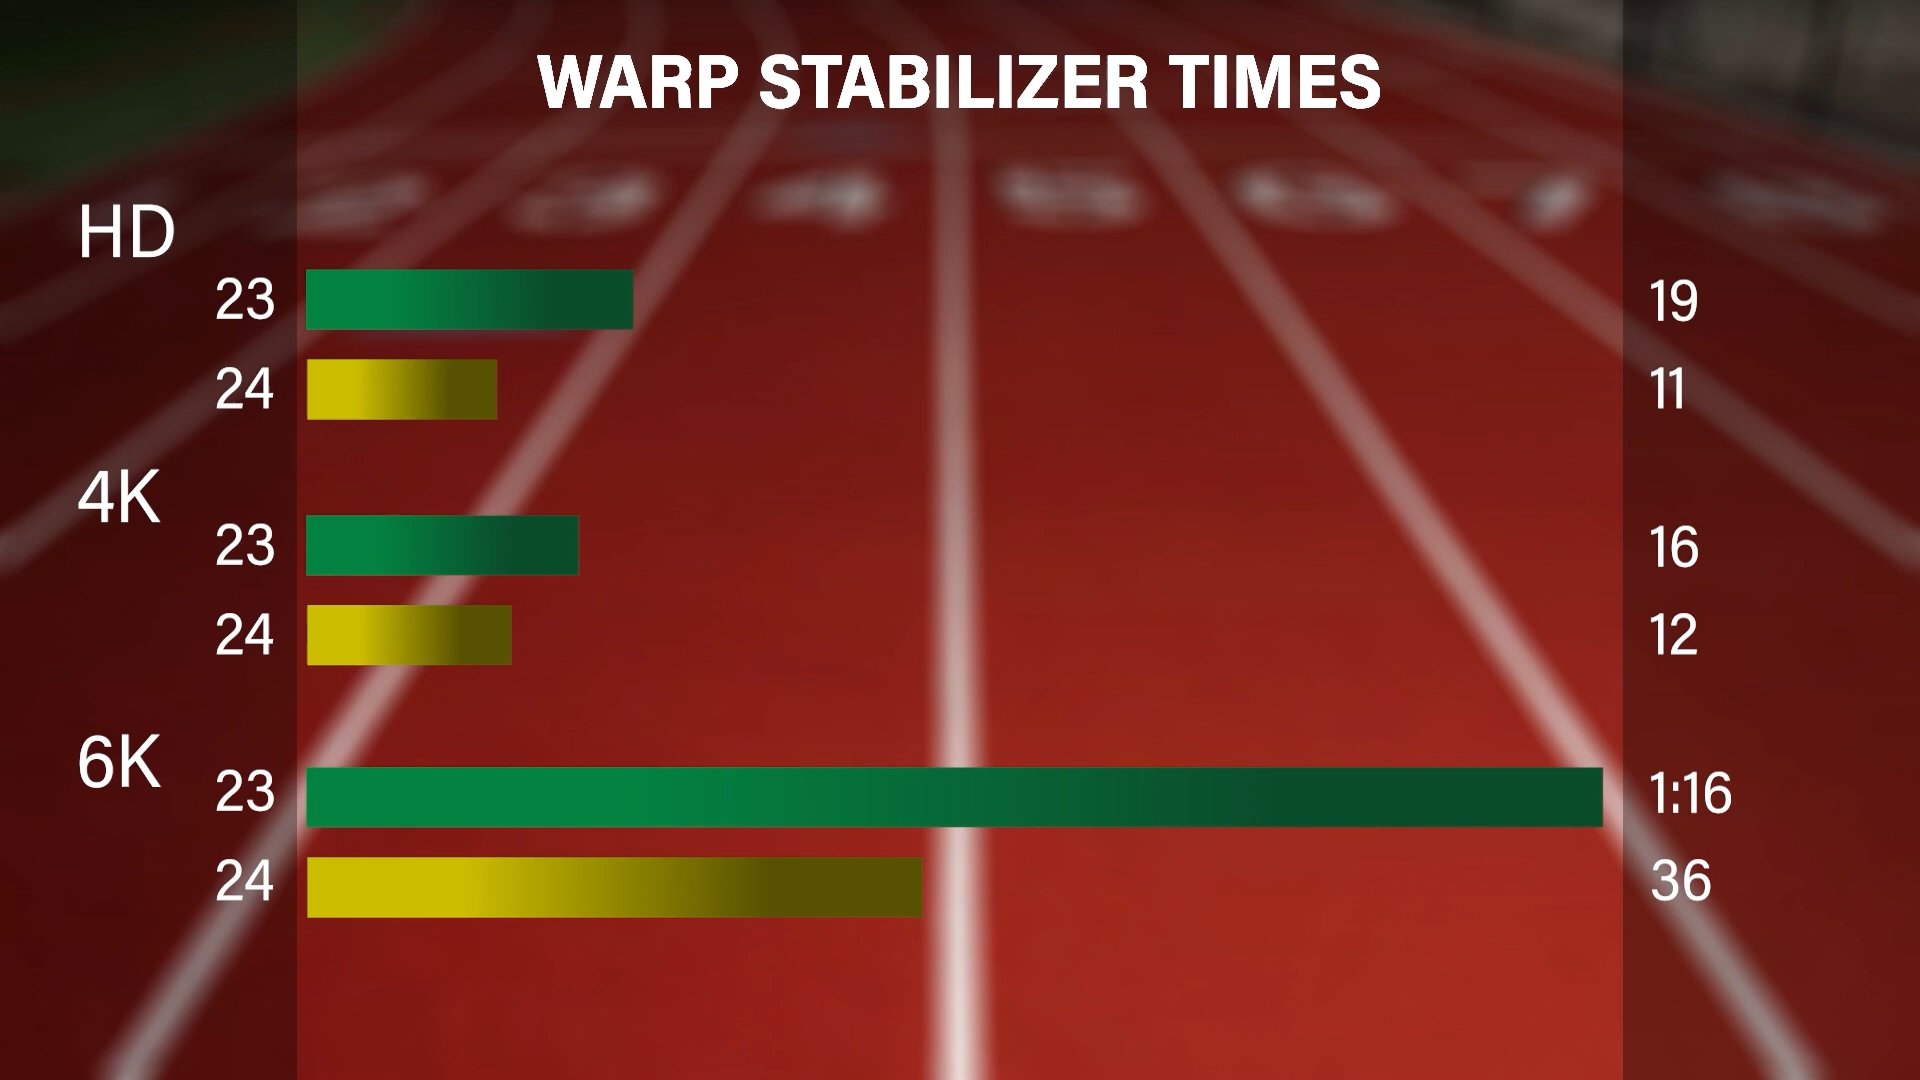 WARP STABILIZER TIMES
HD
23 19
24 11
4K
23 16
24 12
6K
23 1:16
24 36